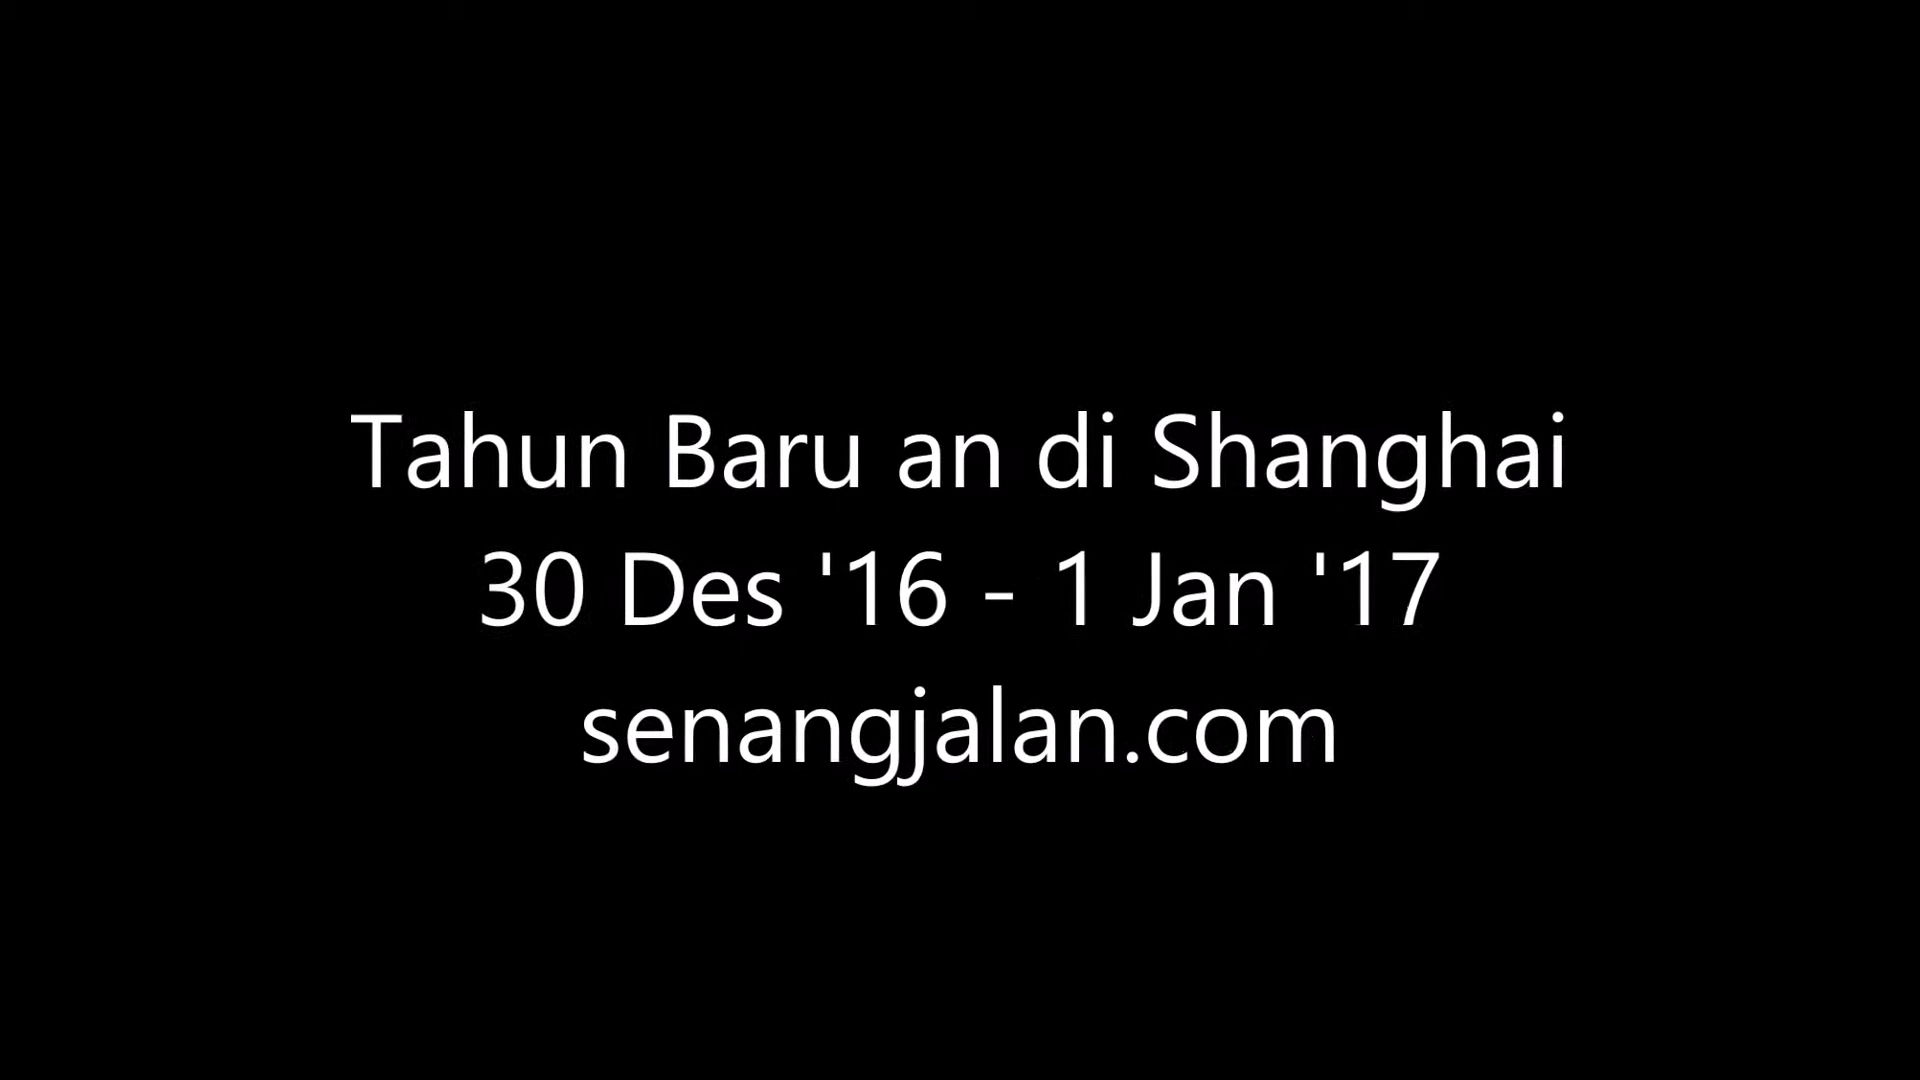 Tahun Baru an di Shanghai
30 Des '16 - 1 Jan '17
senangjalan.com